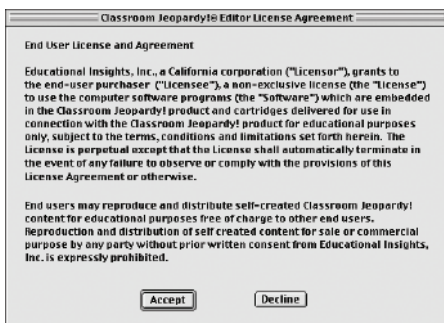 Classroom Jeopardy!® Editor License Agreement
End User License and Agreement
Educational Insights, Inc., a California corporation ("Licensor"), grants to
the end-user purchaser ("Licensee"), a non-exclusive license (the "License")
to use the computer software programs (the "Software") which are embedded
in the Classroom Jeopardy! product and cartridges delivered for use in
connection with the Classroom Jeopardy! product for educational purposes
only, subject to the terms, conditions and limitations set forth herein. The
License is perpetual except that the License shall automatically terminate in
the event of any failure to observe or comply with the provisions of this
License Agreement or otherwise.
End users may reproduce and distribute self-created Classroom Jeopardy!
content for educational purposes free of charge to other end users.
Reproduction and distribution of self created content for sale or commercial
purpose by any party without prior written consent from Educational Insights,
Inc. is expressly prohibited.
Accept
Decline